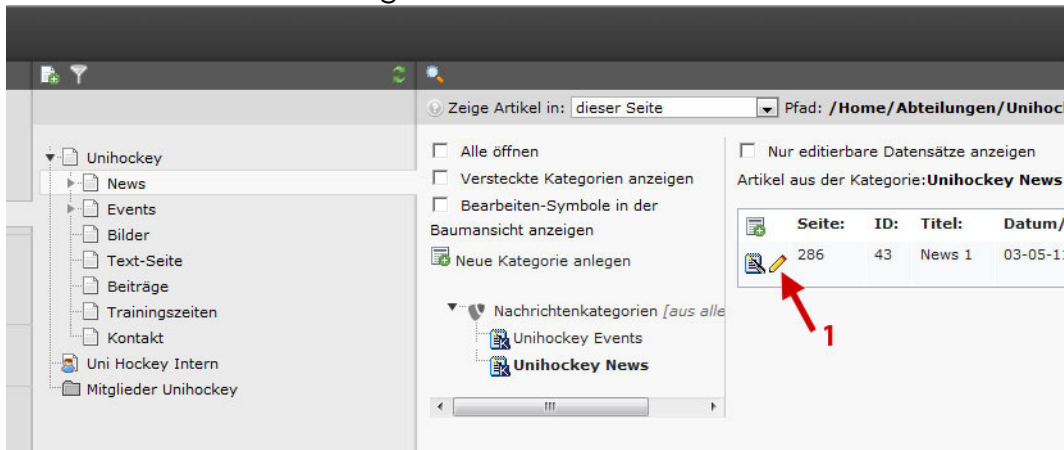 Zeige Artikel in: dieser Seite Pfad: /Home/Abteilungen/Unihoc
Unihockey
News
Events
Bilder
Text-Seite
Beiträge
Trainingszeiten
Kontakt
Uni Hockey Intern
Mitglieder Unihockey
Alle öffnen
Versteckte Kategorien anzeigen
Bearbeiten-Symbole in der
Baumansicht anzeigen
Neue Kategorie anlegen
Nachrichtenkategorien [aus alle
Unihockey Events
Unihockey News
Nur editierbare Datensätze anzeigen
Artikel aus der Kategorie:Unihockey News
Seite: ID: Titel: Datum/
286 43 News 1 03-05-11
1